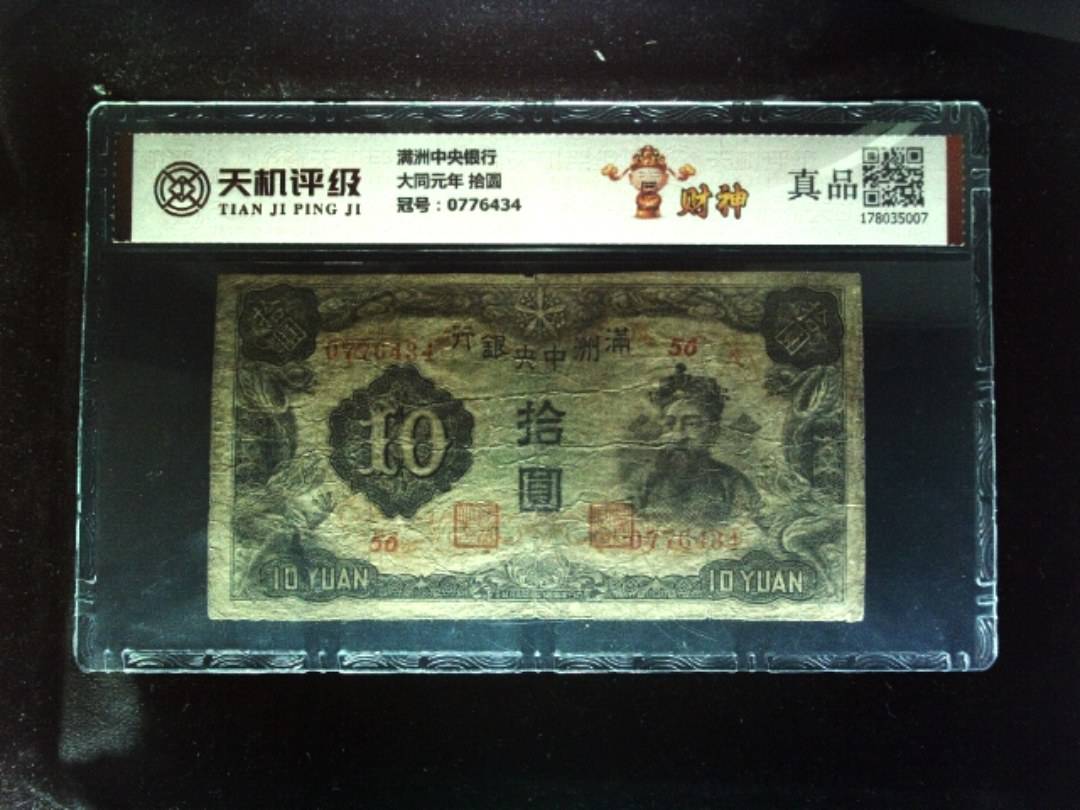 天机评级
TIAN JI PING JI
满洲中央银行
大同元年 拾圆
冠号：0776434
财神
真品
178035007
行銀央中洲滿
0776434
50
10
拾
圓
50
0776434
10 YUAN
10 YUAN